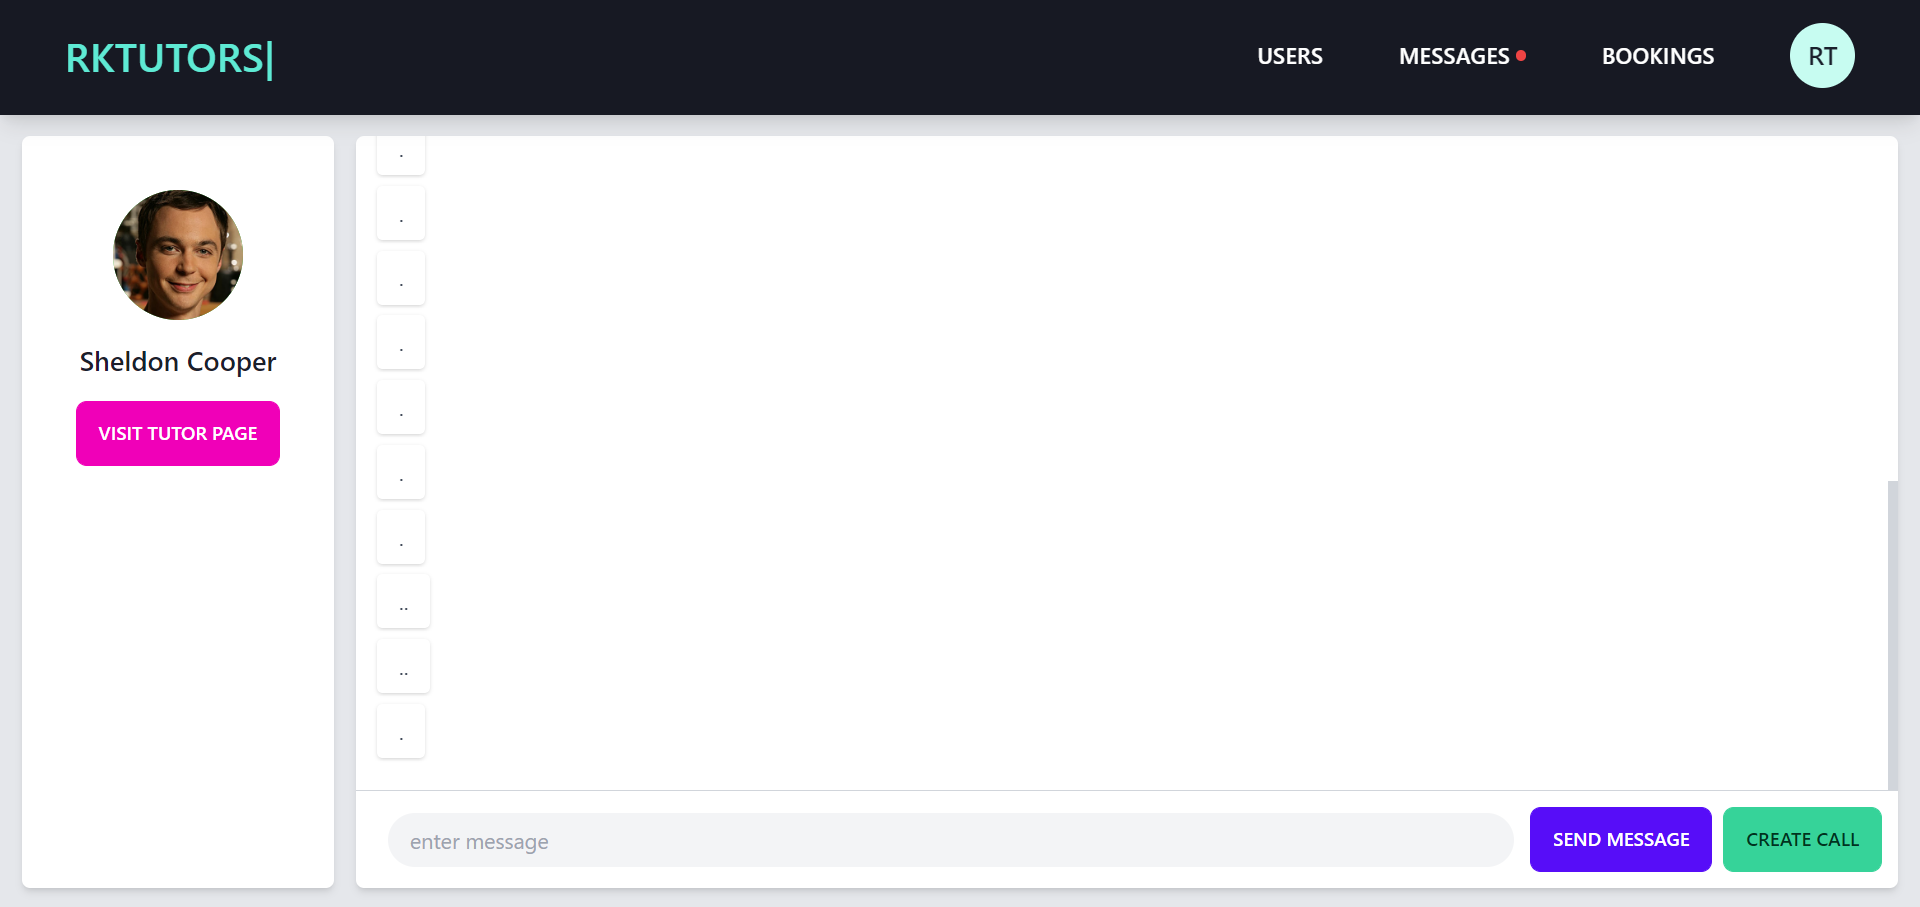 RKTUTORS|
USERS
MESSAGES
BOOKINGS
RT
Sheldon Cooper
VISIT TUTOR PAGE
.
.
.
.
.
.
.
..
..
.
enter message
SEND MESSAGE
CREATE CALL